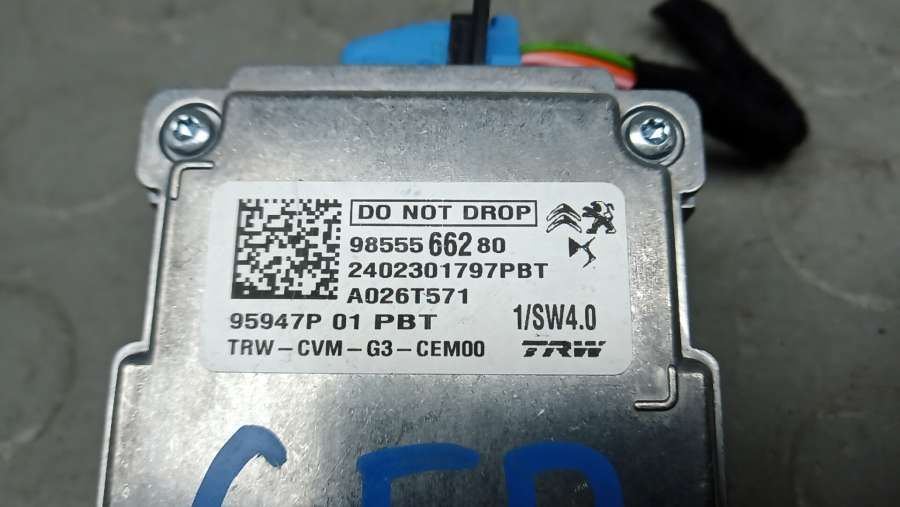 DO NOT DROP
98555 662 80
2402301797PBT
A026T571
95947P 01 PBT 1/SW4.0
TRW-CVM-G3-CEM00 TRW